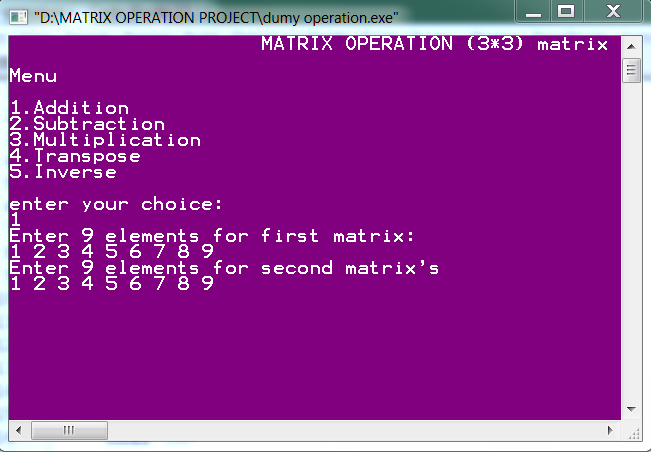 "D:\MATRIX OPERATION PROJECT\dumy operation.exe"
MATRIX OPERATION (3*3) matrix
Menu
1.Addition
2.Subtraction
3.Multiplication
4.Transpose
5.Inverse
enter your choice:
1
Enter 9 elements for first matrix:
1 2 3 4 5 6 7 8 9
Enter 9 elements for second matrix's
1 2 3 4 5 6 7 8 9